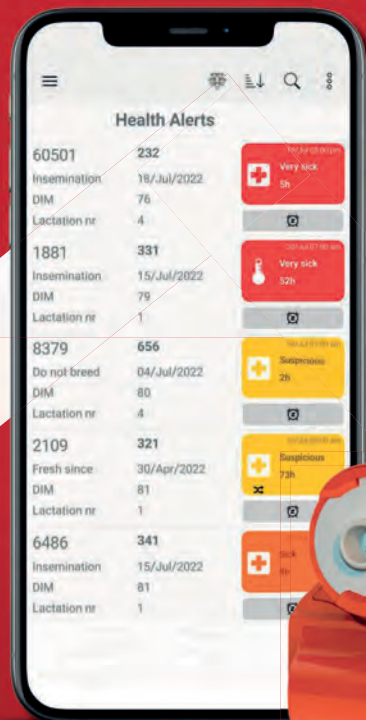 Health Alerts
60501 232
Very sick
Insemination 18/Jul/2022
5h
DIM 76
Lactation nr 4
1881 331
Very sick
Insemination 15/Jul/2022
52h
DIM 79
Lactation nr 1
8379 656
Suspicious
Do not breed 04/Jul/2022
2h
DIM 80
Lactation nr 4
2109 321
Suspicious
Fresh since 30/Apr/2022
73h
DIM 81
Lactation nr 1
6486 341
Sick
Insemination 15/Jul/2022
DIM 81
Lactation nr 1